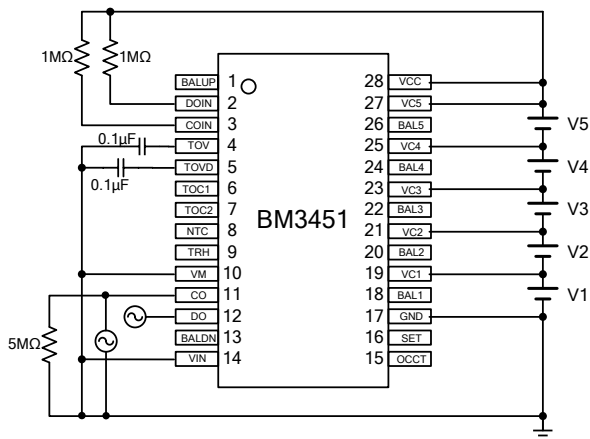 1MΩ 1MΩ
BALUP 1 28 VCC
DOIN 2 27 VC5
COIN 3 26 BAL5 V5
0.1μF TOV 4 25 VC4
0.1μF TOVD 5 24 BAL4 V4
TOC1 6 23 VC3
TOC2 7 BM3451 22 BAL3 V3
NTC 8 21 VC2
TRH 9 20 BAL2 V2
VM 10 19 VC1
CO 11 18 BAL1 V1
DO 12 17 GND
BALDN 13 16 SET
5MΩ VIN 14 15 OCCT